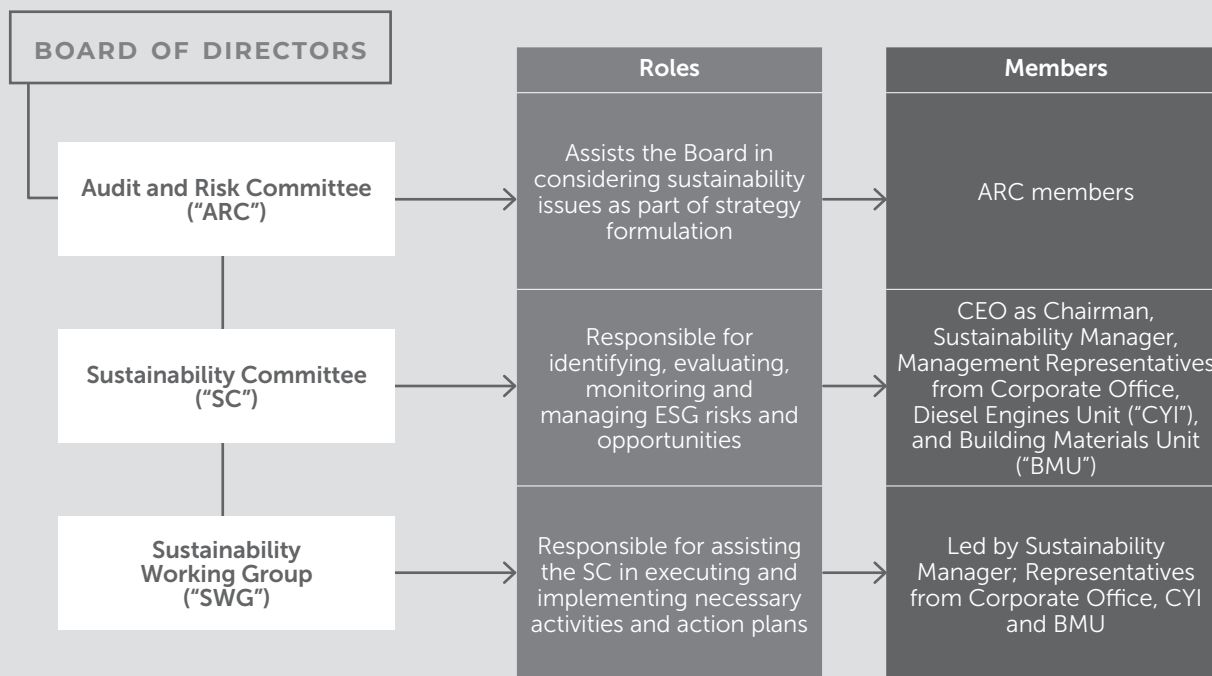 BOARD OF DIRECTORS
Roles
Members
Audit and Risk Committee
(“ARC”)
Assists the Board in
considering sustainability
issues as part of strategy
formulation
ARC members
Sustainability Committee
(“SC”)
Responsible for
identifying, evaluating,
monitoring and
managing ESG risks and
opportunities
CEO as Chairman,
Sustainability Manager,
Management Representatives
from Corporate Office,
Diesel Engines Unit (“CYI”),
and Building Materials Unit
(“BMU”)
Sustainability
Working Group
(“SWG”)
Responsible for assisting
the SC in executing and
implementing necessary
activities and action plans
Led by Sustainability
Manager; Representatives
from Corporate Office, CYI
and BMU